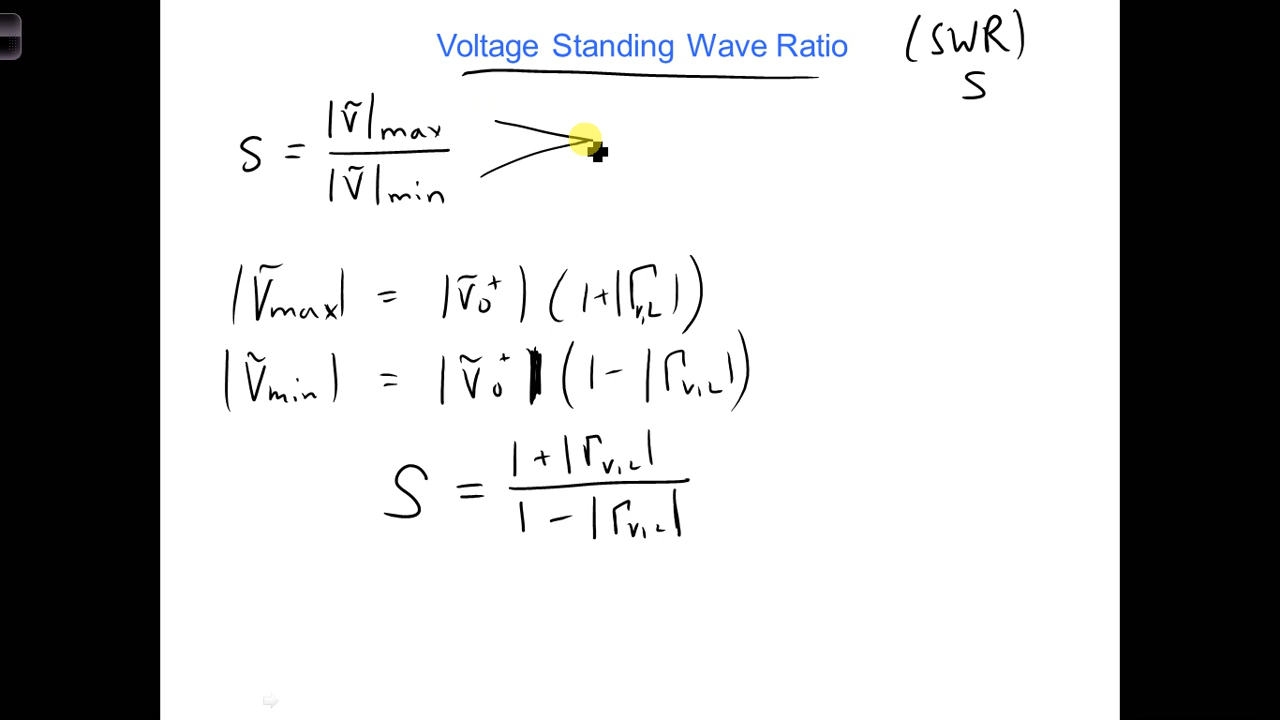 Voltage Standing Wave Ratio (SWR)
S
S = |Ṽ|max / |Ṽ|min
|Ṽmax| = |Ṽ₀⁺| (1+|Γv,L|)
|Ṽmin| = |Ṽ₀⁺| (1-|Γv,L|)
S = 1+|Γv,L| / 1-|Γv,L|